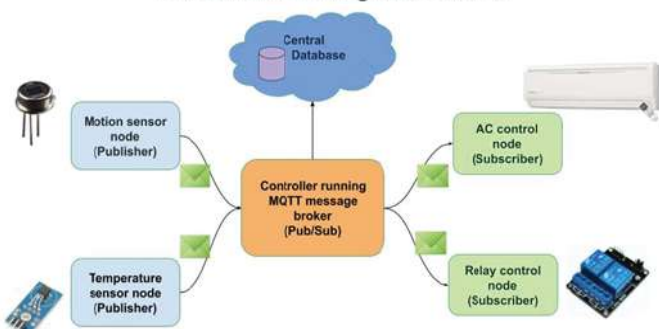 Central
Database
Motion sensor
node
(Publisher)
AC control
node
(Subscriber)
Controller running
MQTT message
broker
(Pub/Sub)
Temperature
sensor node
(Publisher)
Relay control
node
(Subscriber)